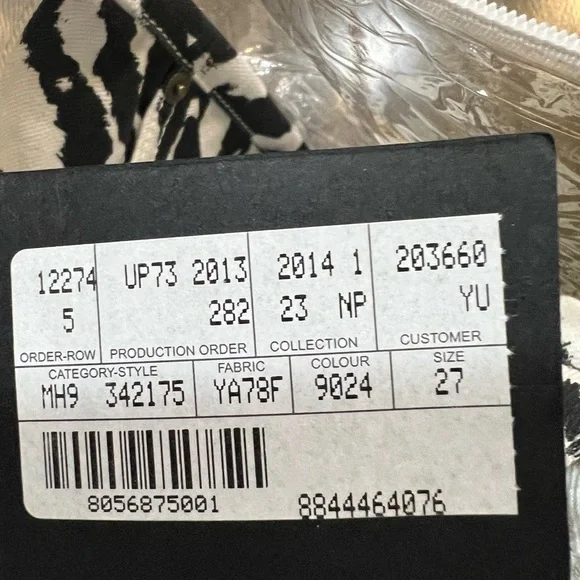 12274 UP73 2013 2014 1 203660
5 282 23 NP YU
ORDER-ROW PRODUCTION ORDER COLLECTION CUSTOMER
CATEGORY-STYLE FABRIC COLOUR SIZE
MH9 342175 YA78F 9024 27
8056875001 8844464076